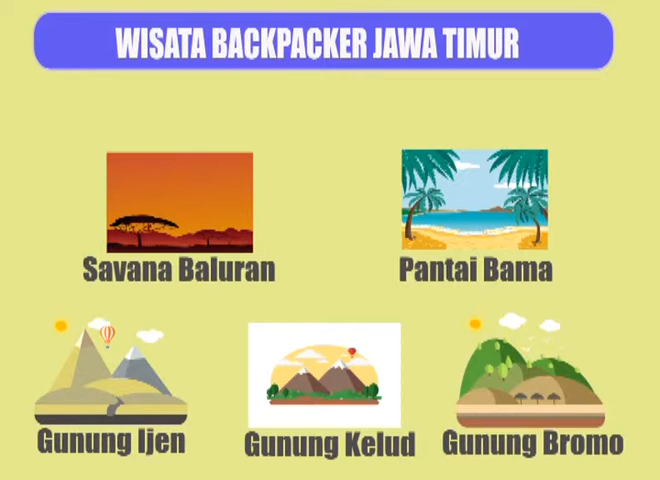 WISATA BACKPACKER JAWA TIMUR
Savana Baluran
Pantai Bama
Gunung Ijen
Gunung Kelud
Gunung Bromo